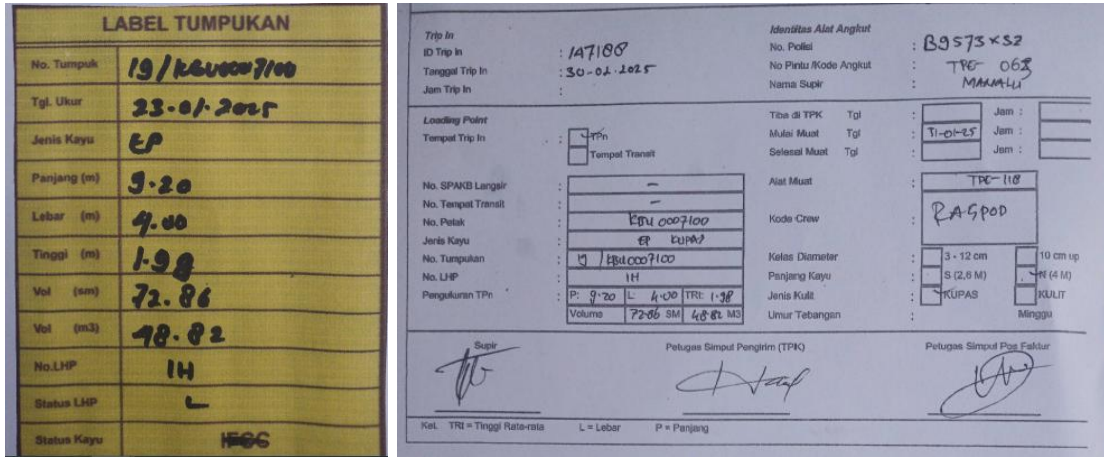 LABEL TUMPUKAN
No. Tumpuk 19/KBU0007100
Tgl. Ukur 23-01-2025
Jenis Kayu EP
Panjang (m) 9.20
Lebar (m) 4.00
Tinggi (m) 1.98
Vol (sm) 72.86
Vol (m3) 48.82
No.LHP 1H
Status LHP L
Status Kayu IFCC
Trip In
ID Trip In : 1A7188
Tanggal Trip In : 30-01-2025
Jam Trip In :
Identitas Alat Angkut
No. Polisi : B9573XSZ
No Pintu /Kode Angkut : TPC- 063
Nama Supir :
Loading Point
Tempat Trip In : TPn
Tempat Transit
Tiba di TPK Tgl : Jam :
Mulai Muat Tgl : 31-01-25 Jam :
Selesai Muat Tgl : Jam :
No. SPAKB Langsir : -
No. Tempat Transit : -
No. Petak : KBU 0007100
Jenis Kayu : EP KUPAS
No. Tumpukan : 19 / KBU0007100
No. LHP : 1H
Pengukuran TPn : P: 9.20 L: 4.00 TRt: 1.98
Volume 72.86 SM 48.82 M3
Alat Muat : TPC-118
Kode Crew : RAGPOD
Kelas Diameter : 3 - 12 cm 10 cm up
Panjang Kayu : S (2,6 M) N (4 M)
Jenis Kulit : KUPAS KULIT
Umur Tebangan : Minggu
Supir
Petugas Simpul Pengirim (TPK)
Petugas Simpul Pos Faktur
Ket. TRt = Tinggi Rata-rata L = Lebar P = Panjang